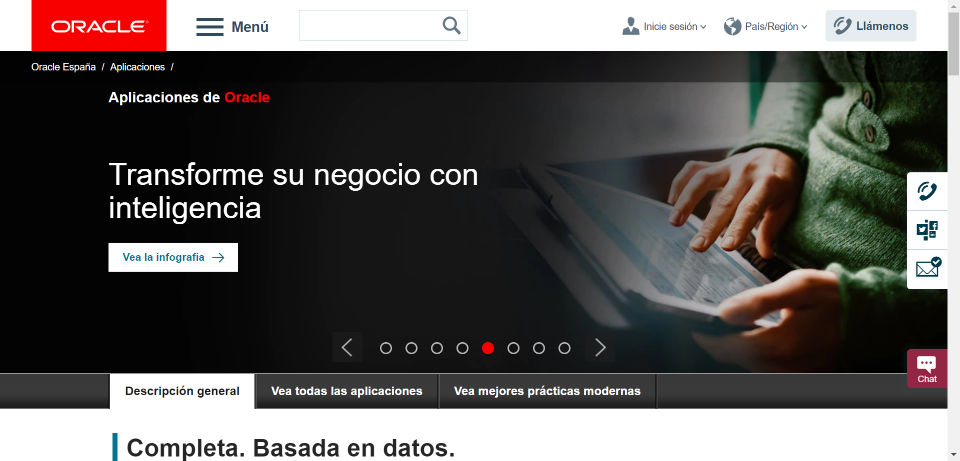 ORACLE
Menú
Inicie sesión
País/Región
Llámenos
Oracle España / Aplicaciones /
Aplicaciones de Oracle
Transforme su negocio con
inteligencia
Vea la infografia
Chat
Descripción general
Vea todas las aplicaciones
Vea mejores prácticas modernas
Completa. Basada en datos.